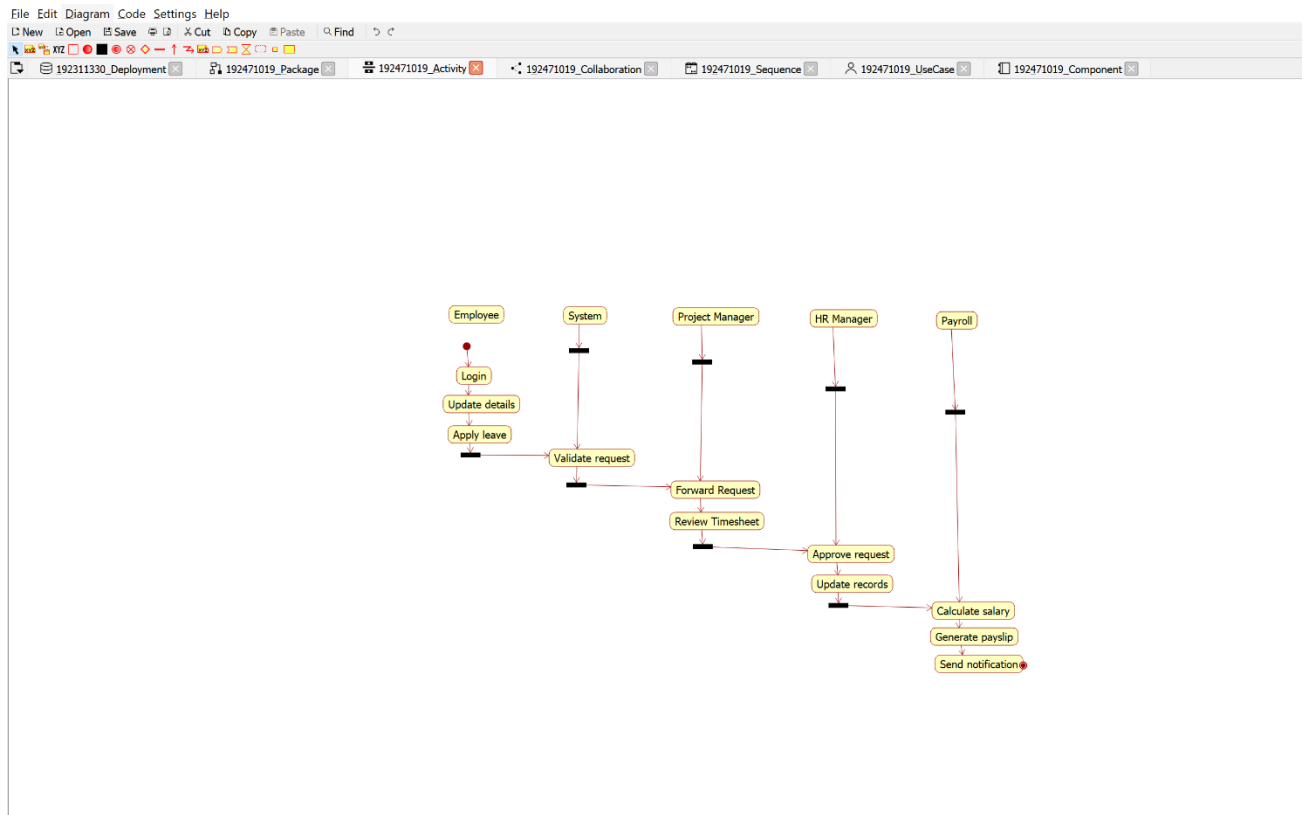 File Edit Diagram Code Settings Help
New Open Save Cut Copy Paste Find
XYZ
192311330_Deployment 192471019_Package 192471019_Activity 192471019_Collaboration 192471019_Sequence 192471019_UseCase 192471019_Component
Employee System Project Manager HR Manager Payroll
Login
Update details
Apply leave
Validate request
Forward Request
Review Timesheet
Approve request
Update records
Calculate salary
Generate payslip
Send notification